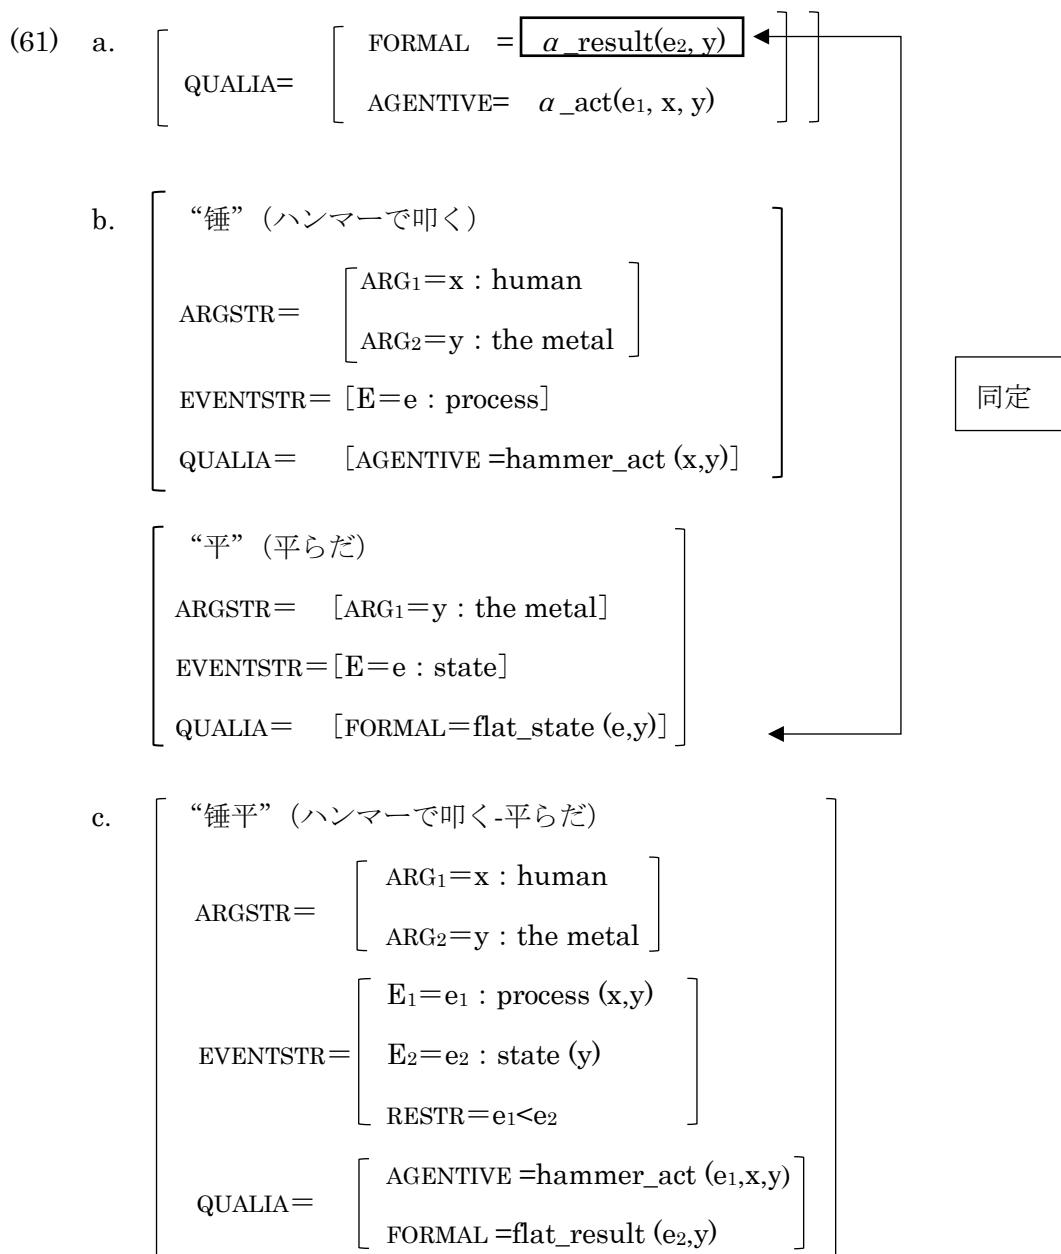 (61) a. QUALIA= FORMAL = α_result(e2, y)
AGENTIVE= α_act(e1, x, y)
b. “锤”（ハンマーで叩く）
ARGSTR＝ ARG1＝x：human
ARG2＝y：the metal
EVENTSTR＝［E＝e：process］
同定
QUALIA＝ ［AGENTIVE =hammer_act (x,y)］
“平”（平らだ）
ARGSTR＝ ［ARG1＝y：the metal］
EVENTSTR＝［E＝e：state］
QUALIA＝ ［FORMAL＝flat_state (e,y)］
c. “锤平”（ハンマーで叩く-平らだ）
ARGSTR＝ ARG1＝x：human
ARG2＝y：the metal
EVENTSTR＝ E1＝e1：process (x,y)
E2＝e2：state (y)
RESTR＝e1<e2
QUALIA＝ AGENTIVE =hammer_act (e1,x,y)
FORMAL =flat_result (e2,y)